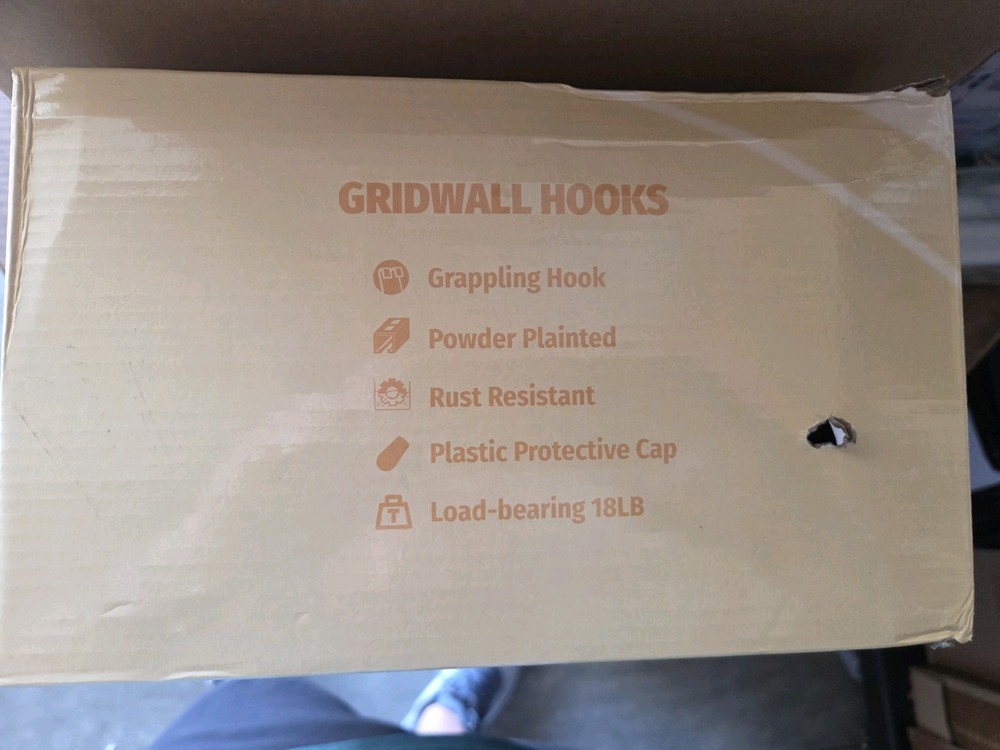 GRIDWALL HOOKS
Grappling Hook
Powder Plainted
Rust Resistant
Plastic Protective Cap
Load-bearing 18LB